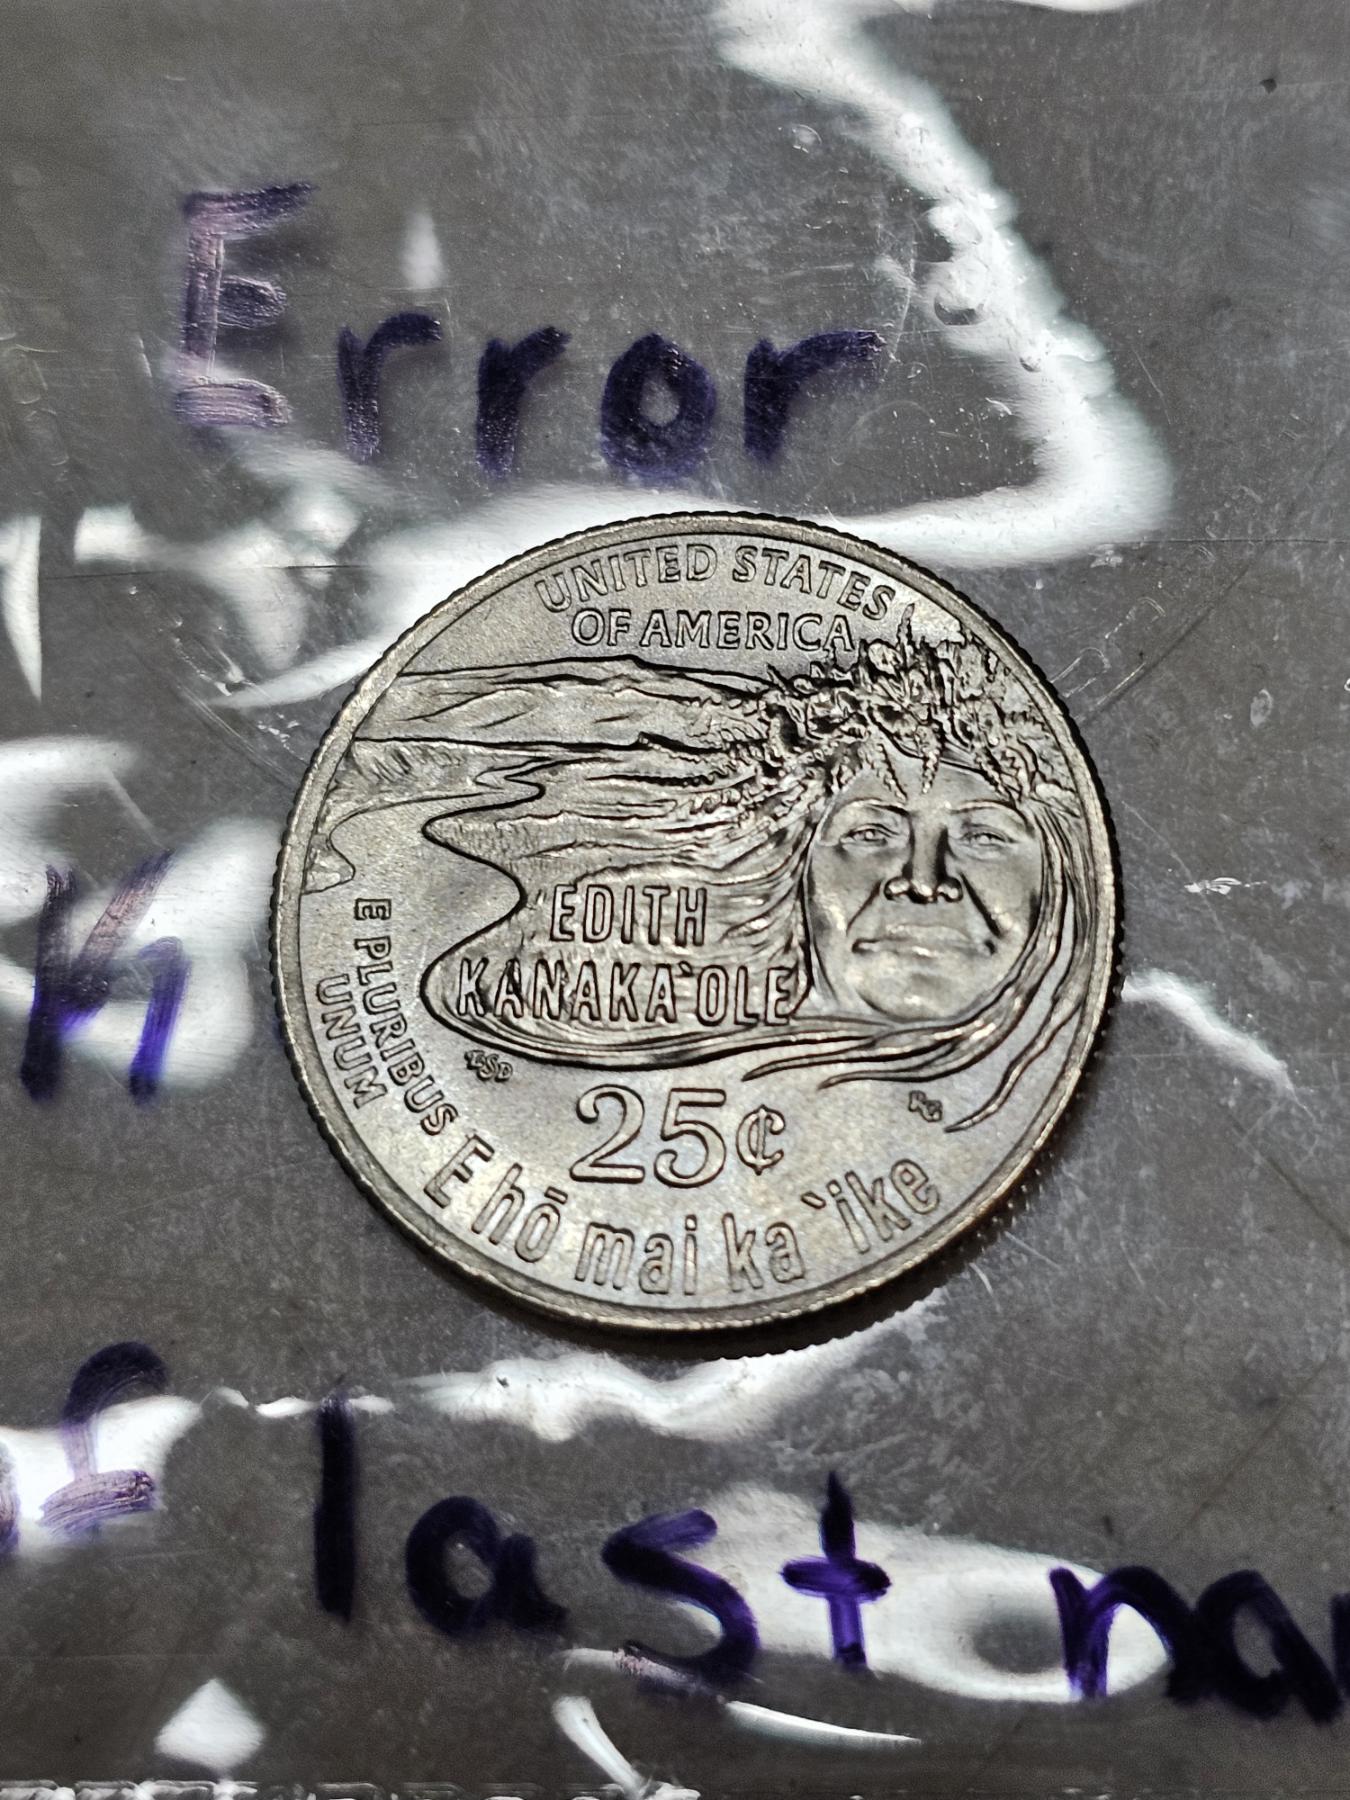 Error
UNITED STATES
OF AMERICA
EDITH
KANAKA`OLE
E PLURIBUS
UNUM
25¢
E hō mai ka `ike
last